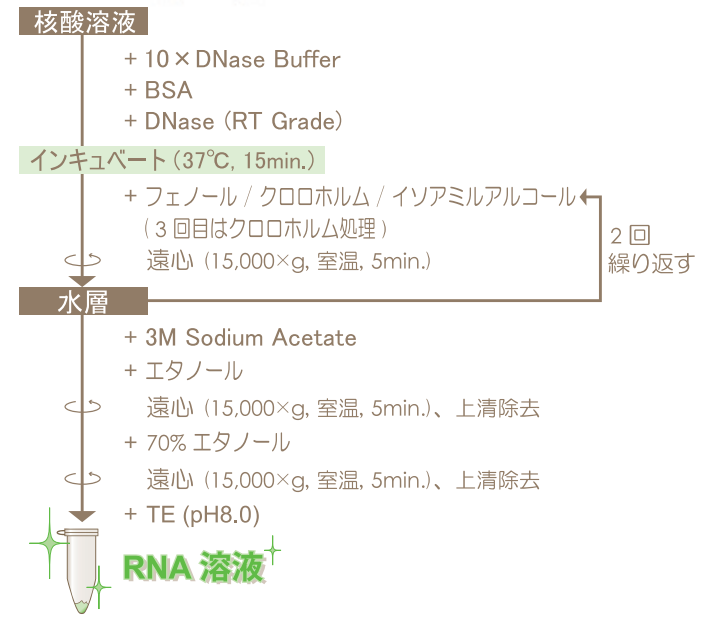 核酸溶液
+ 10×DNase Buffer
+ BSA
+ DNase (RT Grade)
インキュベート(37℃, 15min.)
+ フェノール / クロロホルム / イソアミルアルコール
( 3 回目はクロロホルム処理 )
遠心 (15,000×g, 室温, 5min.)
2 回
繰り返す
水層
+ 3M Sodium Acetate
+ エタノール
遠心 (15,000×g, 室温, 5min.)、上清除去
+ 70% エタノール
遠心 (15,000×g, 室温, 5min.)、上清除去
+ TE (pH8.0)
RNA 溶液